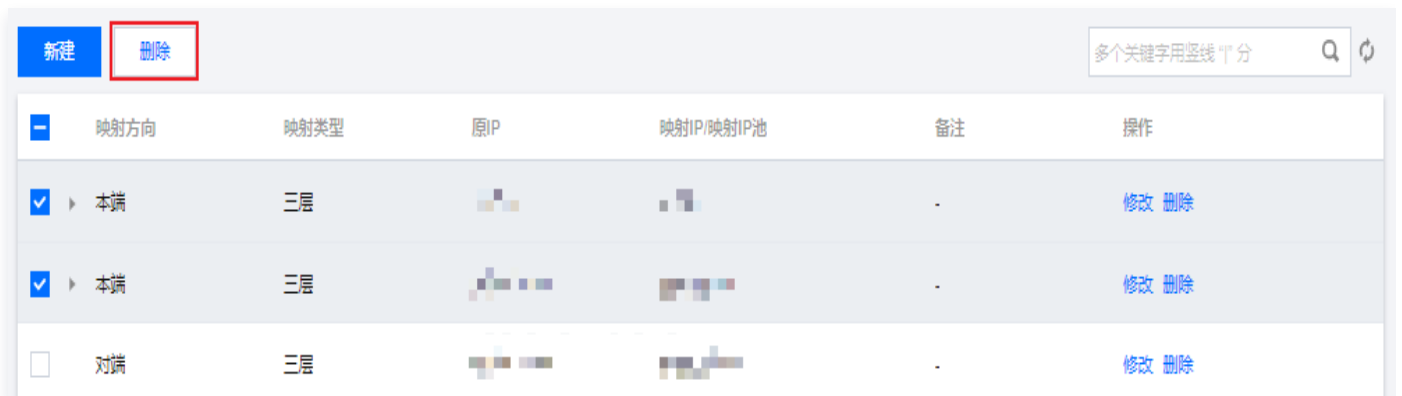 新建 删除 多个关键字用竖线 "|" 分
映射方向 映射类型 原IP 映射IP/映射IP池 备注 操作
本端 三层 - 修改 删除
本端 三层 - 修改 删除
对端 三层 - 修改 删除